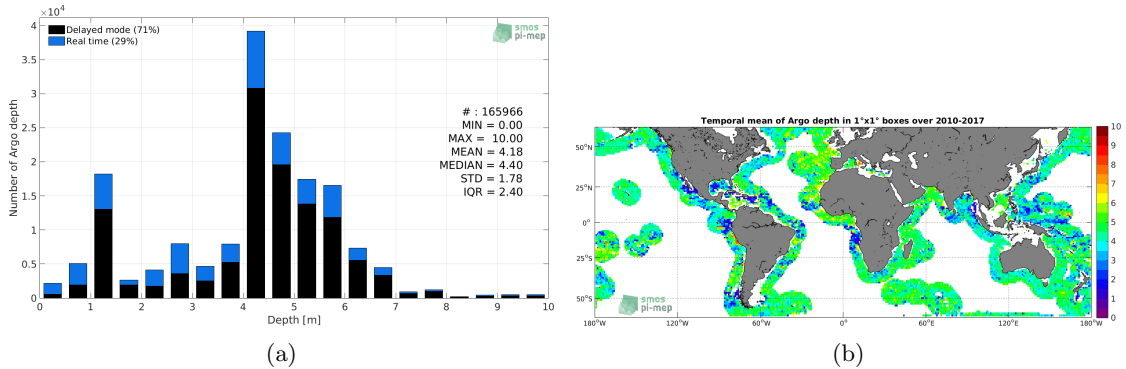 ×10⁴
4
3.5
3
2.5
2
1.5
1
0.5
0
Number of Argo depth
Delayed mode (71%)
Real time (29%)
smos
pi-mep
# : 165966
MIN = 0.00
MAX = 10.00
MEAN = 4.18
MEDIAN = 4.40
STD = 1.78
IQR = 2.40
0 1 2 3 4 5 6 7 8 9 10
Depth [m]
(a)
Temporal mean of Argo depth in 1°x1° boxes over 2010-2017
50°N
25°N
0°
25°S
50°S
180°W 120°W 60°W 0° 60°E 120°E 180°E
smos
pi-mep
10
9
8
7
6
5
4
3
2
1
0
(b)